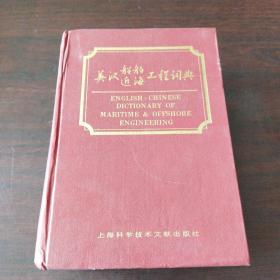 英汉船舶近海工程词典
ENGLISH-CHINESE
DICTIONARY OF
MARITIME & OFFSHORE
ENGINEERING
上海科学技术文献出版社